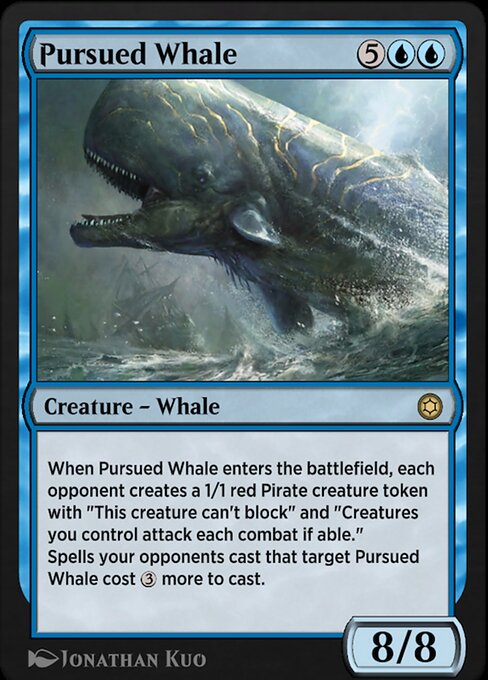 Pursued Whale 5
Creature – Whale
When Pursued Whale enters the battlefield, each
opponent creates a 1/1 red Pirate creature token
with "This creature can't block" and "Creatures
you control attack each combat if able."
Spells your opponents cast that target Pursued
Whale cost 3 more to cast.
8/8
Jonathan Kuo